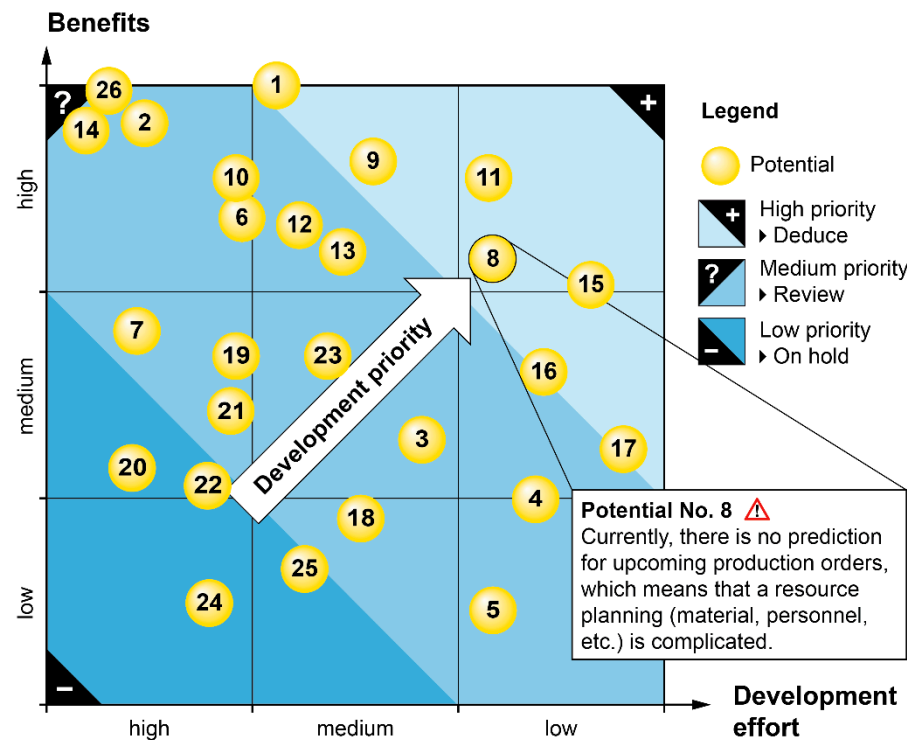 Benefits
high
medium
low
?
+
−
26
1
14
2
9
10
11
6
12
13
8
15
7
19
23
16
21
3
17
20
22
4
18
25
24
5
Development priority
high
medium
low
Development
effort
Legend
Potential
+
High priority
▸ Deduce
?
Medium priority
▸ Review
−
Low priority
▸ On hold
Potential No. 8 ⚠
Currently, there is no prediction
for upcoming production orders,
which means that a resource
planning (material, personnel,
etc.) is complicated.